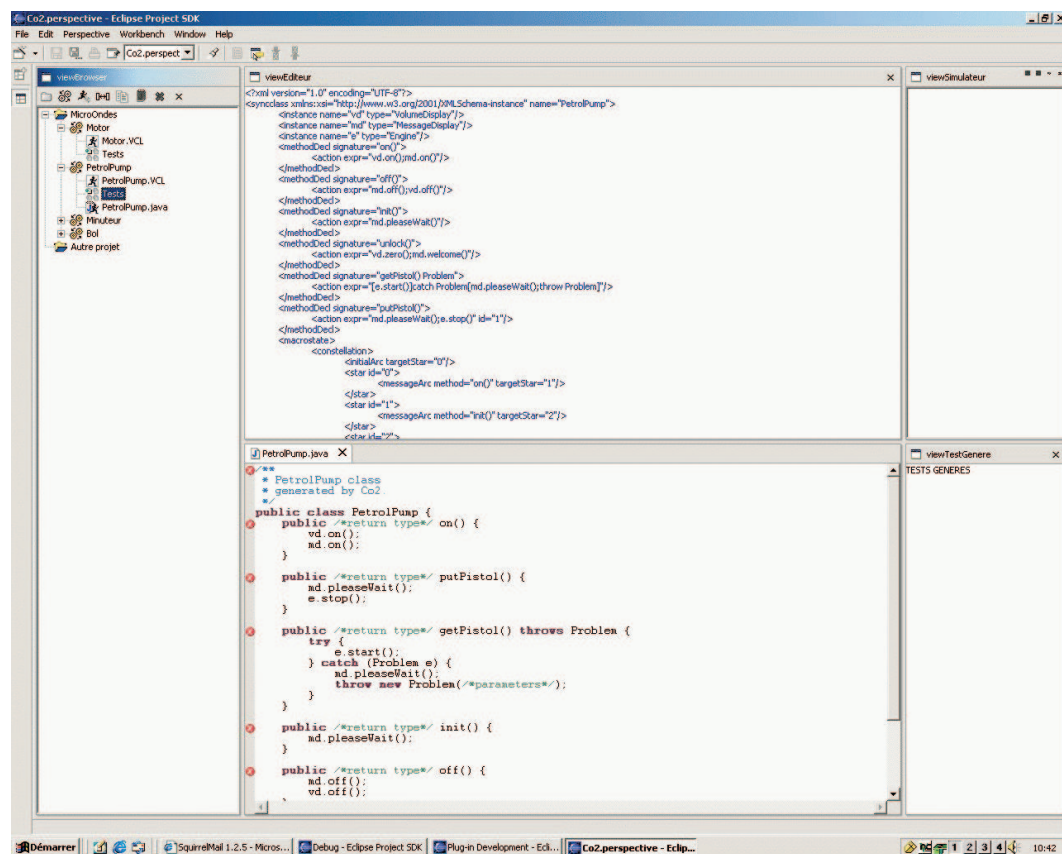 Co2.perspective - Eclipse Project SDK
File Edit Perspective Workbench Window Help
Co2.perspect
viewBrowser
MicroOndes
Motor
Motor.VCL
Tests
PetrolPump
PetrolPump.VCL
Tests
PetrolPump.java
Minuteur
Bol
Autre projet
viewEditeur
<?xml version="1.0" encoding="UTF-8"?>
<syncclass xmlns:xsi="http://www.w3.org/2001/XMLSchema-instance" name="PetrolPump">
<instance name="vd" type="VolumeDisplay"/>
<instance name="md" type="MessageDisplay"/>
<instance name="e" type="Engine"/>
<methodDecl signature="on()">
<action expr="vd.on();md.on()"/>
</methodDecl>
<methodDecl signature="off()">
<action expr="md.off();vd.off()"/>
</methodDecl>
<methodDecl signature="init()">
<action expr="md.pleaseWait()"/>
</methodDecl>
<methodDecl signature="unlock()">
<action expr="vd.zero();md.welcome()"/>
</methodDecl>
<methodDecl signature="getPistol() Problem">
<action expr="[e.start()]catch Problem[md.pleaseWait();throw Problem]"/>
</methodDecl>
<methodDecl signature="putPistol()">
<action expr="md.pleaseWait();e.stop()" id="1"/>
</methodDecl>
<macrostate>
<constellation>
<initialArc targetStar="0"/>
<star id="0">
<messageArc method="on()" targetStar="1"/>
</star>
<star id="1">
<messageArc method="init()" targetStar="2"/>
</star>
<star id="2">
PetrolPump.java
/**
* PetrolPump class
* generated by Co2
*/
public class PetrolPump {
public /*return type*/ on() {
vd.on();
md.on();
}
public /*return type*/ putPistol() {
md.pleaseWait();
e.stop();
}
public /*return type*/ getPistol() throws Problem {
try {
e.start();
} catch (Problem e) {
md.pleaseWait();
throw new Problem(/*parameters*/);
}
}
public /*return type*/ init() {
md.pleaseWait();
}
public /*return type*/ off() {
md.off();
vd.off();
}
viewSimulateur
viewTestGenere
TESTS GENERES
Démarrer
SquirrelMail 1.2.5 - Micros...
Debug - Eclipse Project SDK
Plug-in Development - Ecli...
Co2.perspective - Eclip...
1 2 3 4
10:42